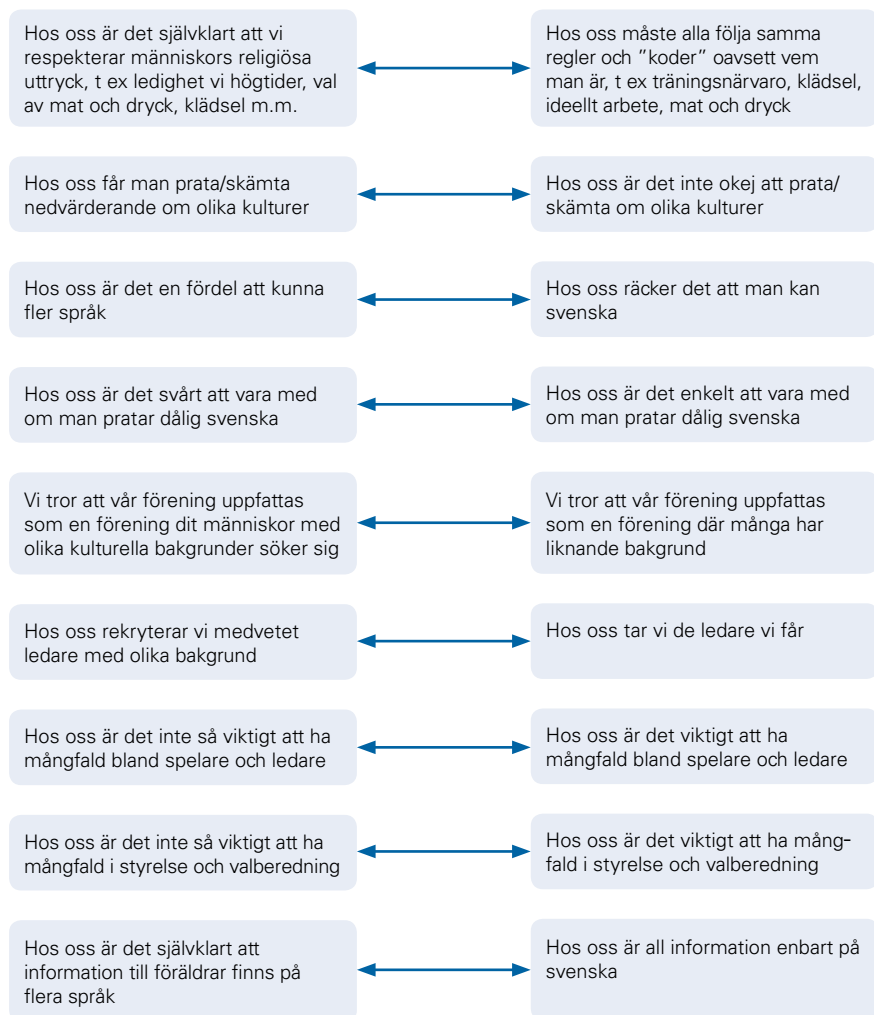 Hos oss är det självklart att vi
respekterar människors religiösa
uttryck, t ex ledighet vi högtider, val
av mat och dryck, klädsel m.m.
Hos oss måste alla följa samma
regler och ”koder” oavsett vem
man är, t ex träningsnärvaro, klädsel,
ideellt arbete, mat och dryck
Hos oss får man prata/skämta
nedvärderande om olika kulturer
Hos oss är det inte okej att prata/
skämta om olika kulturer
Hos oss är det en fördel att kunna
fler språk
Hos oss räcker det att man kan
svenska
Hos oss är det svårt att vara med
om man pratar dålig svenska
Hos oss är det enkelt att vara med
om man pratar dålig svenska
Vi tror att vår förening uppfattas
som en förening dit människor med
olika kulturella bakgrunder söker sig
Vi tror att vår förening uppfattas
som en förening där många har
liknande bakgrund
Hos oss rekryterar vi medvetet
ledare med olika bakgrund
Hos oss tar vi de ledare vi får
Hos oss är det inte så viktigt att ha
mångfald bland spelare och ledare
Hos oss är det viktigt att ha
mångfald bland spelare och ledare
Hos oss är det inte så viktigt att ha
mångfald i styrelse och valberedning
Hos oss är det viktigt att ha mång-
fald i styrelse och valberedning
Hos oss är det självklart att
information till föräldrar finns på
flera språk
Hos oss är all information enbart på
svenska